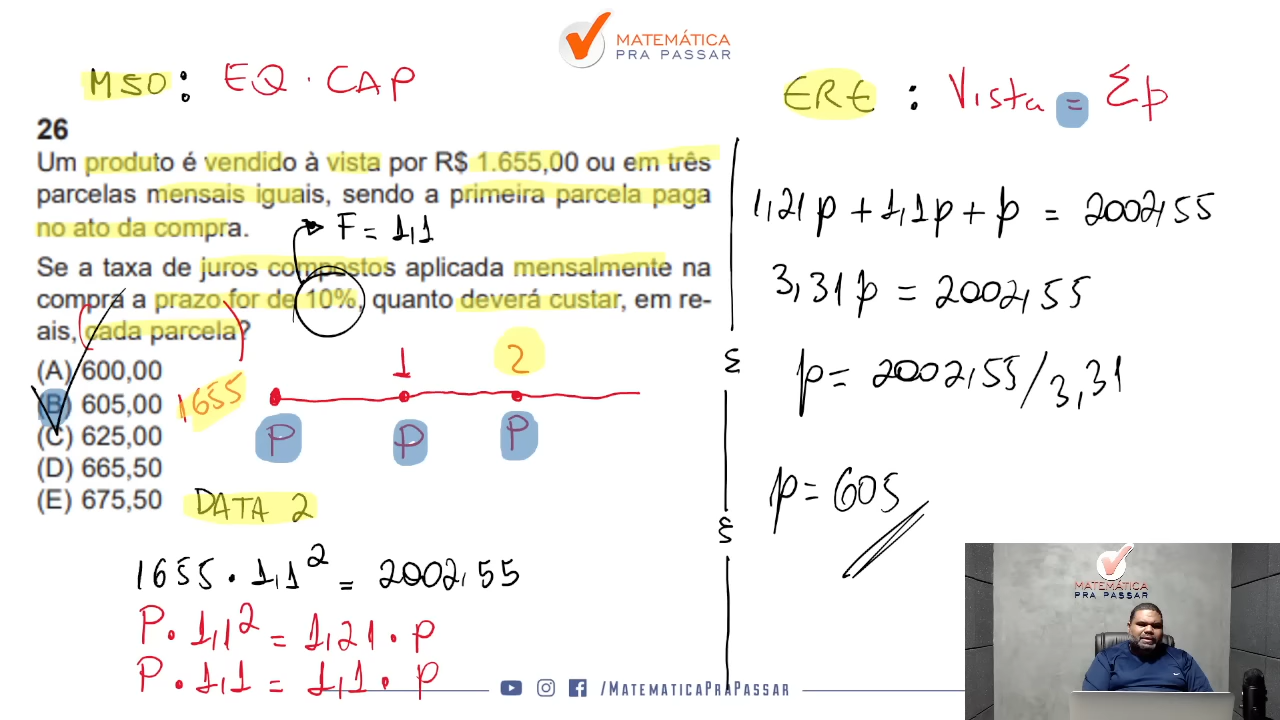 MATEMÁTICA
PRA PASSAR
MSO: EQ. CAP
26
Um produto é vendido à vista por R$ 1.655,00 ou em três
parcelas mensais iguais, sendo a primeira parcela paga
no ato da compra.
F = 1,1
Se a taxa de juros compostos aplicada mensalmente na
compra a prazo for de 10%, quanto deverá custar, em re-
ais, cada parcela?
(A) 600,00
(B) 605,00
(C) 625,00
(D) 665,50
(E) 675,50
1 2
1655
P P P
DATA 2
1655 . 1,1² = 2002,55
P . 1,1² = 1,21 . p
P . 1,1 = 1,1 . p
ERE : Vista = Σp
1,21p + 1,1p + p = 2002,55
3,31p = 2002,55
p = 2002,55/3,31
p = 605
/MATEMATICAPRAPASSAR
MATEMÁTICA
PRA PASSAR